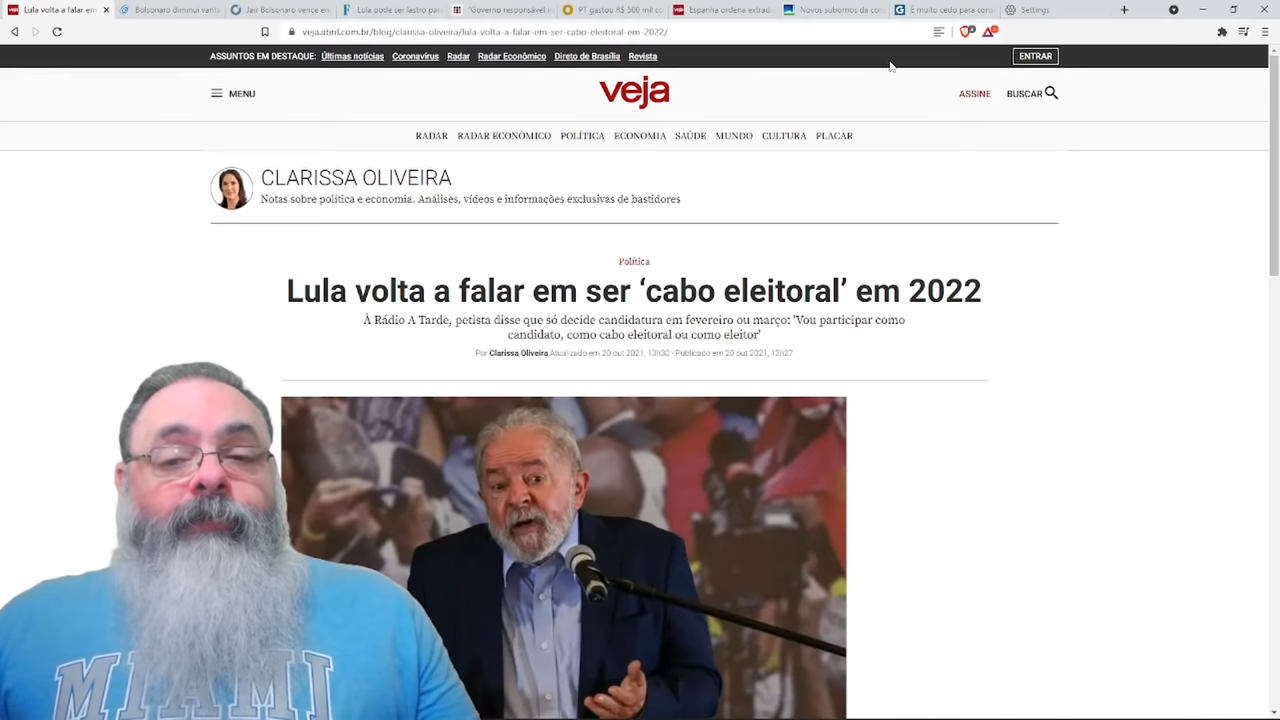 Lula volta a falar em
Bolsonaro diminui vanta
Jair Bolsonaro vence em
Lula pode ser lastro par
"Governo responsável
PT gastou R$ 500 mil c
Espanha ordena extradi
Novos subornos da co
É muito cedo para con
Settings
veja.abril.com.br/blog/clarissa-oliveira/lula-volta-a-falar-em-ser-cabo-eleitoral-em-2022/
ASSUNTOS EM DESTAQUE: Últimas notícias Coronavírus Radar Radar Econômico Direto de Brasília Revista
ENTRAR
MENU
veja
ASSINE
BUSCAR
RADAR RADAR ECONÔMICO POLÍTICA ECONOMIA SAÚDE MUNDO CULTURA PLACAR
CLARISSA OLIVEIRA
Notas sobre política e economia. Análises, vídeos e informações exclusivas de bastidores
Política
Lula volta a falar em ser ‘cabo eleitoral’ em 2022
À Rádio A Tarde, petista disse que só decide candidatura em fevereiro ou março: 'Vou participar como
candidato, como cabo eleitoral ou como eleitor'
Por Clarissa Oliveira Atualizado em 20 out 2021, 13h30 - Publicado em 20 out 2021, 13h27
MIAMI